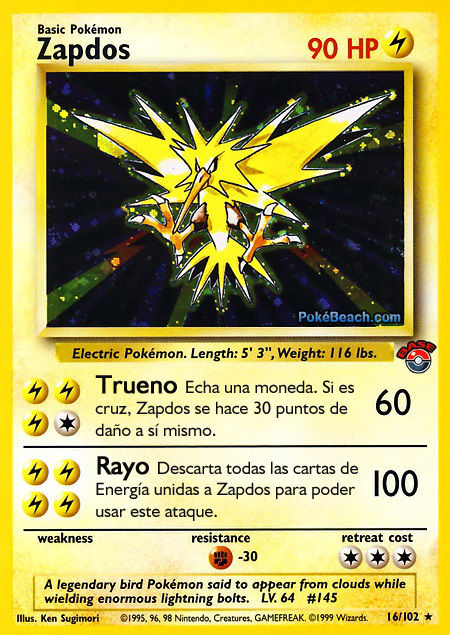 Basic Pokémon
Zapdos 90 HP
PokéBeach.com
Electric Pokémon. Length: 5' 3", Weight: 116 lbs.
BASE
Trueno Echa una moneda. Si es
cruz, Zapdos se hace 30 puntos de
daño a sí mismo.
60
Rayo Descarta todas las cartas de
Energía unidas a Zapdos para poder
usar este ataque.
100
weakness resistance retreat cost
-30
A legendary bird Pokémon said to appear from clouds while
wielding enormous lightning bolts. LV. 64 #145
Illus. Ken Sugimori ©1995, 96, 98 Nintendo, Creatures, GAMEFREAK. ©1999 Wizards. 16/102 ★